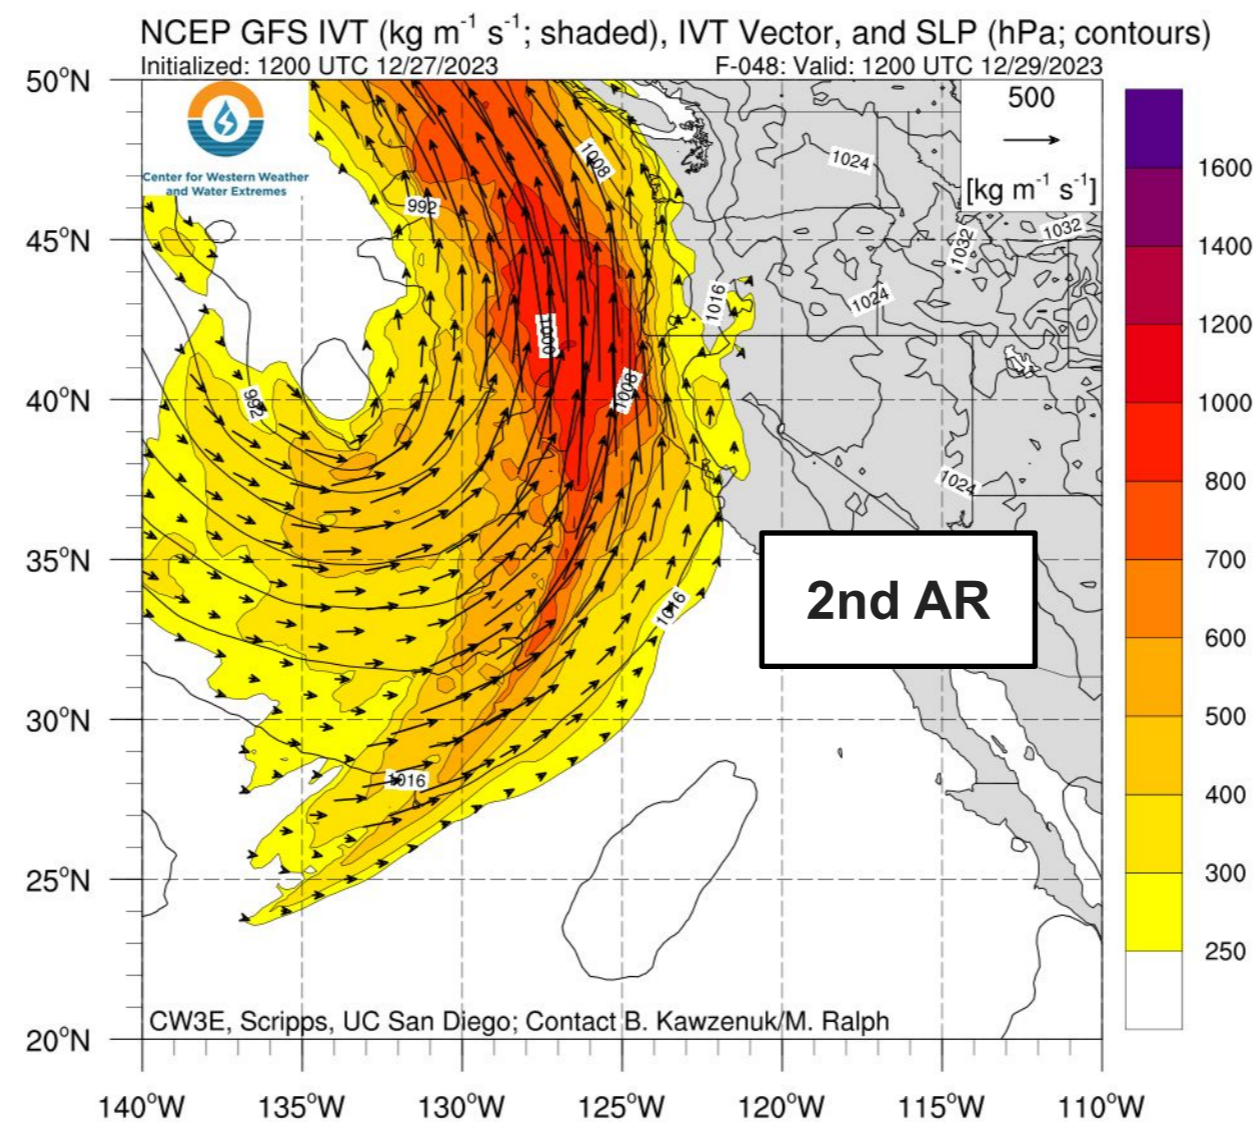 NCEP GFS IVT (kg m⁻¹ s⁻¹; shaded), IVT Vector, and SLP (hPa; contours)
Initialized: 1200 UTC 12/27/2023 F-048: Valid: 1200 UTC 12/29/2023
Center for Western Weather
and Water Extremes
500
[kg m⁻¹ s⁻¹]
50°N
45°N
40°N
35°N
30°N
25°N
20°N
1008
1024
992
1032
1032
1016
1024
1000
992
1008
1024
1016
1016
2nd AR
1600
1400
1200
1000
800
700
600
500
400
300
250
CW3E, Scripps, UC San Diego; Contact B. Kawzenuk/M. Ralph
140°W 135°W 130°W 125°W 120°W 115°W 110°W